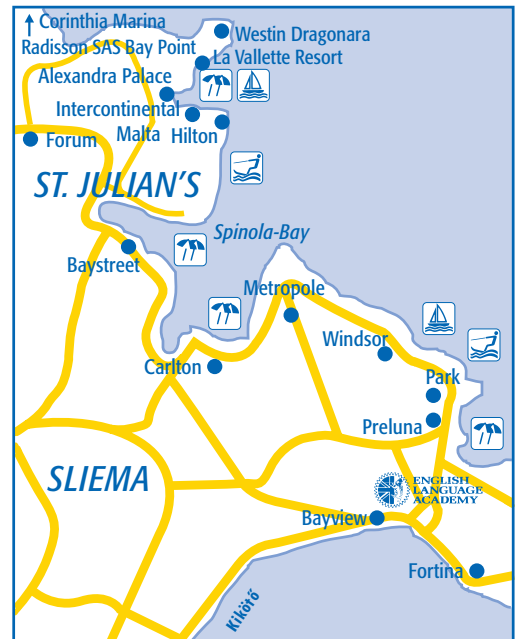 Corinthia Marina
Radisson SAS Bay Point
Westin Dragonara
La Vallette Resort
Alexandra Palace
Intercontinental
Malta
Hilton
Forum
ST. JULIAN'S
Spinola-Bay
Baystreet
Metropole
Windsor
Carlton
Park
Preluna
SLIEMA
ENGLISH
LANGUAGE
ACADEMY
Bayview
Fortina
Kikötő